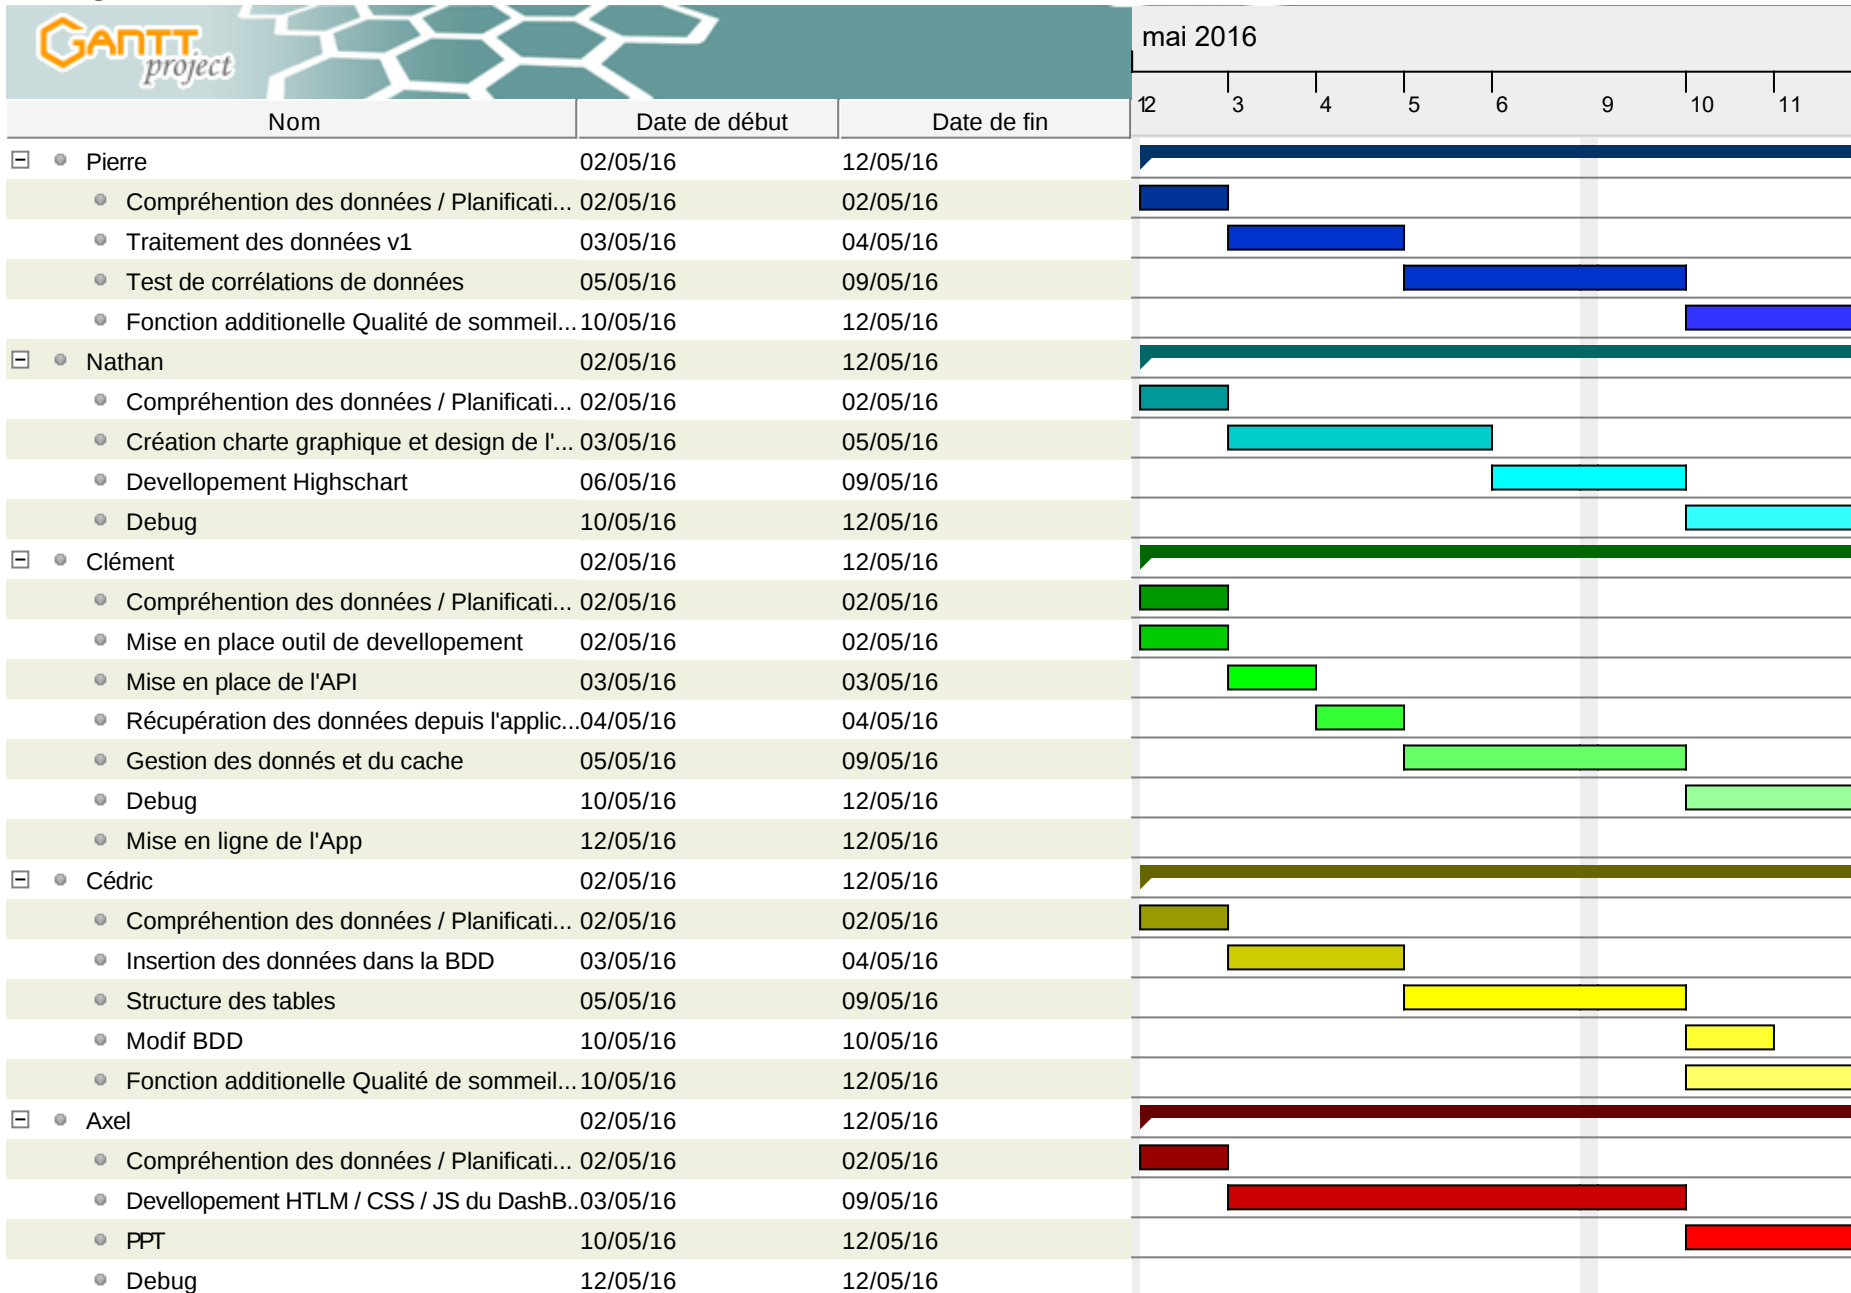 GANTT
project
mai 2016
12 3 4 5 6 9 10 11
Nom Date de début Date de fin
Pierre 02/05/16 12/05/16
Compréhention des données / Planificati... 02/05/16 02/05/16
Traitement des données v1 03/05/16 04/05/16
Test de corrélations de données 05/05/16 09/05/16
Fonction additionelle Qualité de sommeil... 10/05/16 12/05/16
Nathan 02/05/16 12/05/16
Compréhention des données / Planificati... 02/05/16 02/05/16
Création charte graphique et design de l'... 03/05/16 05/05/16
Devellopement Highschart 06/05/16 09/05/16
Debug 10/05/16 12/05/16
Clément 02/05/16 12/05/16
Compréhention des données / Planificati... 02/05/16 02/05/16
Mise en place outil de devellopement 02/05/16 02/05/16
Mise en place de l'API 03/05/16 03/05/16
Récupération des données depuis l'applic... 04/05/16 04/05/16
Gestion des donnés et du cache 05/05/16 09/05/16
Debug 10/05/16 12/05/16
Mise en ligne de l'App 12/05/16 12/05/16
Cédric 02/05/16 12/05/16
Compréhention des données / Planificati... 02/05/16 02/05/16
Insertion des données dans la BDD 03/05/16 04/05/16
Structure des tables 05/05/16 09/05/16
Modif BDD 10/05/16 10/05/16
Fonction additionelle Qualité de sommeil... 10/05/16 12/05/16
Axel 02/05/16 12/05/16
Compréhention des données / Planificati... 02/05/16 02/05/16
Devellopement HTLM / CSS / JS du DashB.. 03/05/16 09/05/16
PPT 10/05/16 12/05/16
Debug 12/05/16 12/05/16